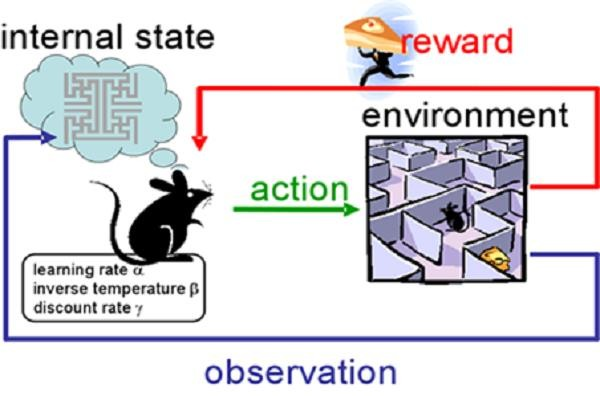 internal state
reward
environment
action
learning rate α
inverse temperature β
discount rate γ
observation